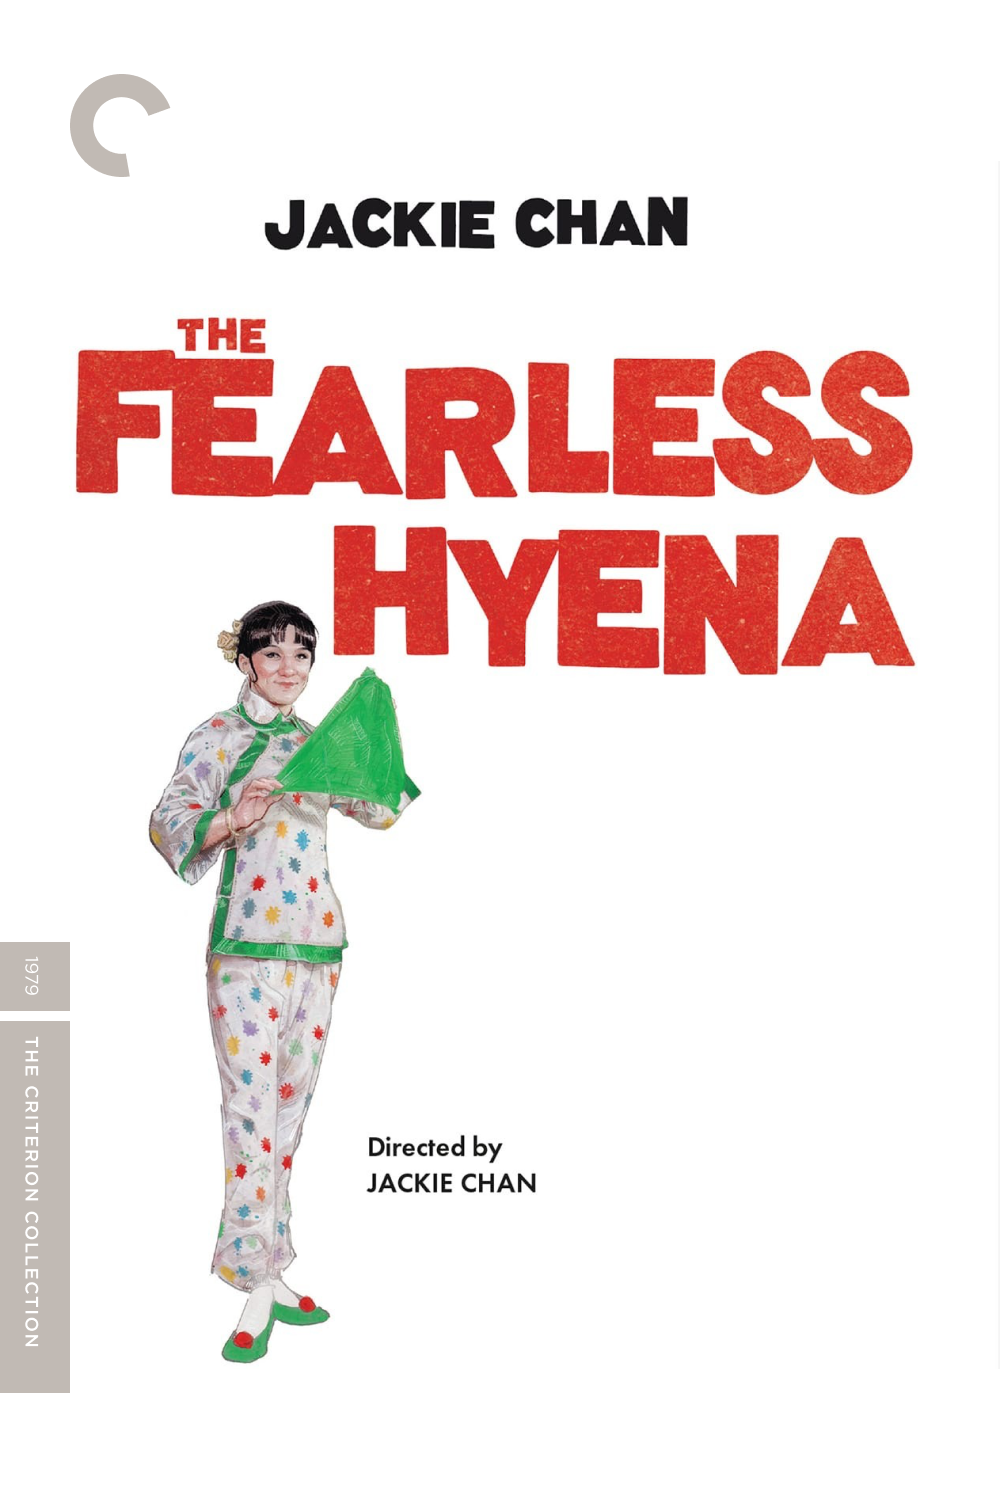 JACKIE CHAN
THE
FEARLESS
HYENA
1979
THE CRITERION COLLECTION
Directed by
JACKIE CHAN